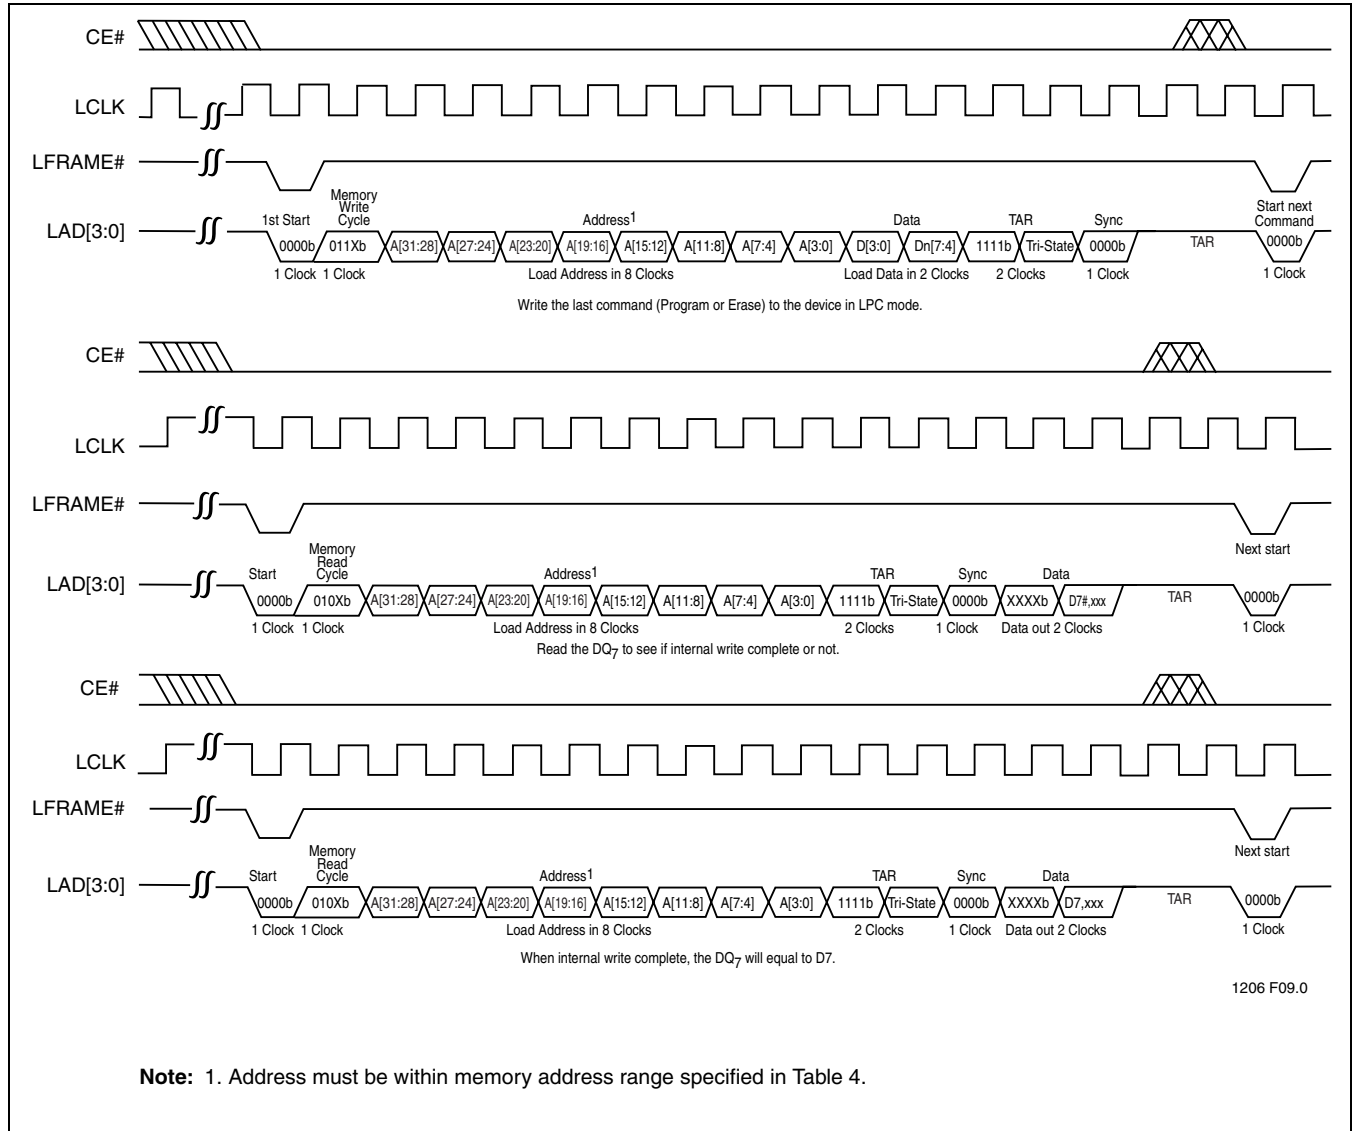 CE#
LCLK
LFRAME#
1st Start Memory Write Cycle Address1 Data TAR Sync Start next Command
LAD[3:0] 0000b 011Xb A[31:28] A[27:24] A[23:20] A[19:16] A[15:12] A[11:8] A[7:4] A[3:0] D[3:0] Dn[7:4] 1111b Tri-State 0000b TAR 0000b
1 Clock 1 Clock Load Address in 8 Clocks Load Data in 2 Clocks 2 Clocks 1 Clock 1 Clock
Write the last command (Program or Erase) to the device in LPC mode.
CE#
LCLK
LFRAME#
Next start
Start Memory Read Cycle Address1 TAR Sync Data
LAD[3:0] 0000b 010Xb A[31:28] A[27:24] A[23:20] A[19:16] A[15:12] A[11:8] A[7:4] A[3:0] 1111b Tri-State 0000b XXXXb D7#,xxx TAR 0000b
1 Clock 1 Clock Load Address in 8 Clocks 2 Clocks 1 Clock Data out 2 Clocks 1 Clock
Read the DQ7 to see if internal write complete or not.
CE#
LCLK
LFRAME#
Next start
Start Memory Read Cycle Address1 TAR Sync Data
LAD[3:0] 0000b 010Xb A[31:28] A[27:24] A[23:20] A[19:16] A[15:12] A[11:8] A[7:4] A[3:0] 1111b Tri-State 0000b XXXXb D7,xxx TAR 0000b
1 Clock 1 Clock Load Address in 8 Clocks 2 Clocks 1 Clock Data out 2 Clocks 1 Clock
When internal write complete, the DQ7 will equal to D7.
1206 F09.0
Note: 1. Address must be within memory address range specified in Table 4.